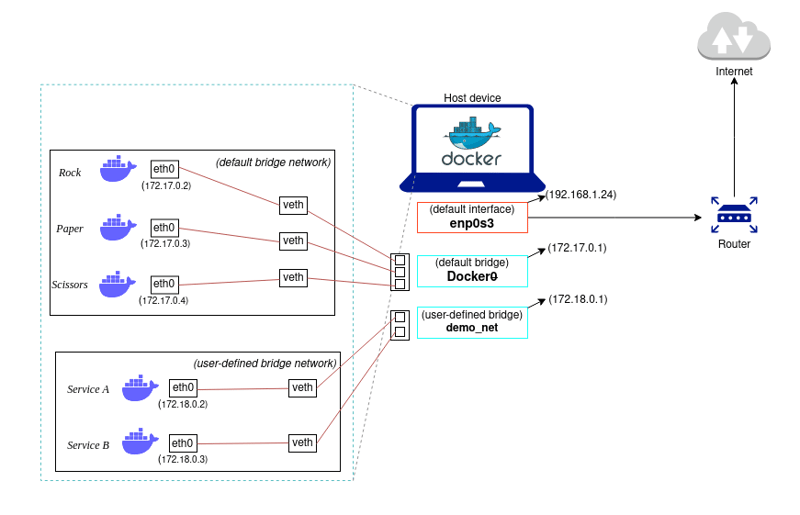 Internet
Host device
docker
(default bridge network)
Rock
eth0
(172.17.0.2)
veth
Paper
eth0
(172.17.0.3)
veth
Scissors
eth0
(172.17.0.4)
veth
(192.168.1.24)
(default interface)
enp0s3
Router
(172.17.0.1)
(default bridge)
Docker0
(172.18.0.1)
(user-defined bridge)
demo_net
(user-defined bridge network)
Service A
eth0
(172.18.0.2)
veth
Service B
eth0
(172.18.0.3)
veth